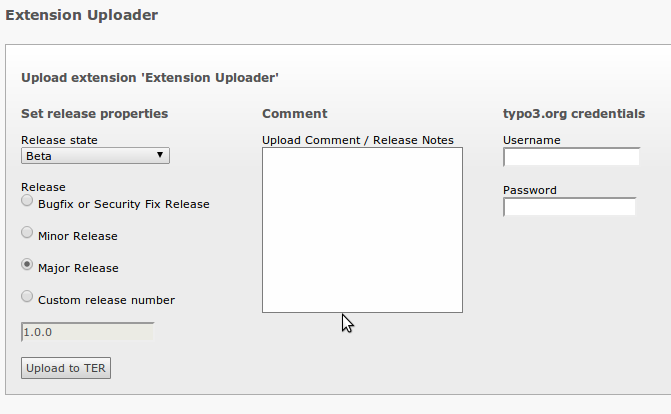 Extension Uploader
Upload extension 'Extension Uploader'
Set release properties
Release state
Beta
Release
Bugfix or Security Fix Release
Minor Release
Major Release
Custom release number
1.0.0
Upload to TER
Comment
Upload Comment / Release Notes
typo3.org credentials
Username
Password